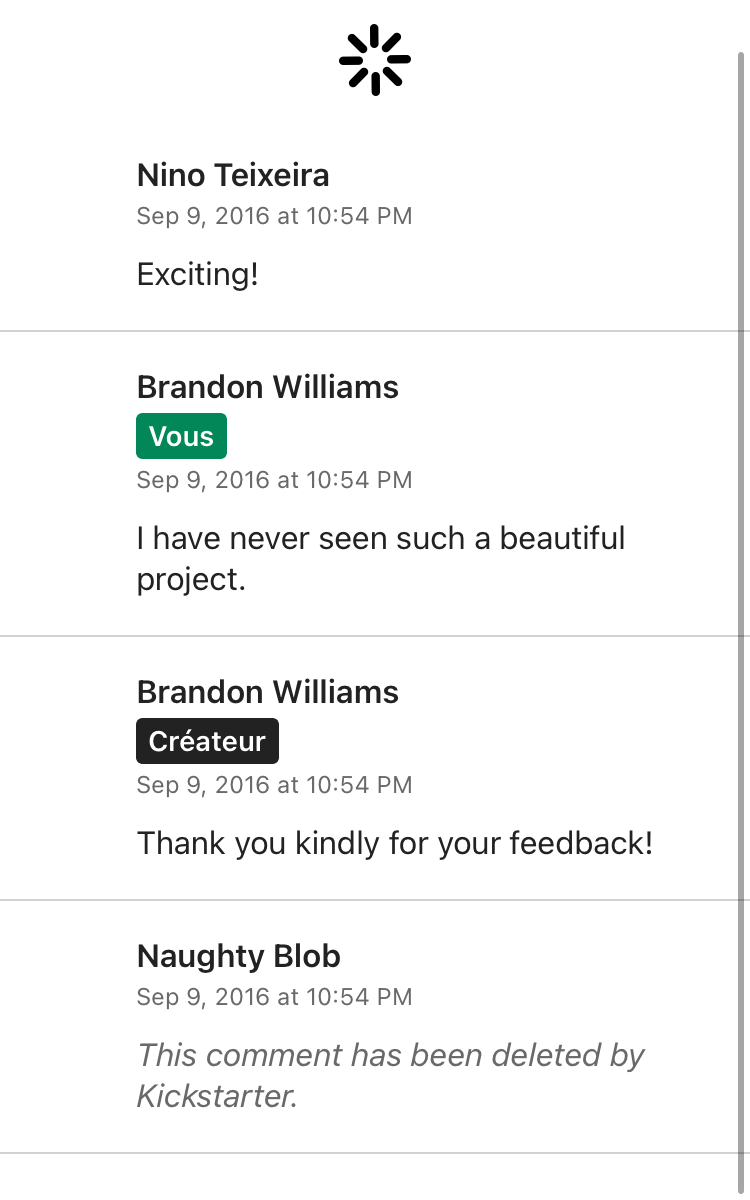 Nino Teixeira
Sep 9, 2016 at 10:54 PM
Exciting!
Brandon Williams
Vous
Sep 9, 2016 at 10:54 PM
I have never seen such a beautiful
project.
Brandon Williams
Créateur
Sep 9, 2016 at 10:54 PM
Thank you kindly for your feedback!
Naughty Blob
Sep 9, 2016 at 10:54 PM
This comment has been deleted by
Kickstarter.